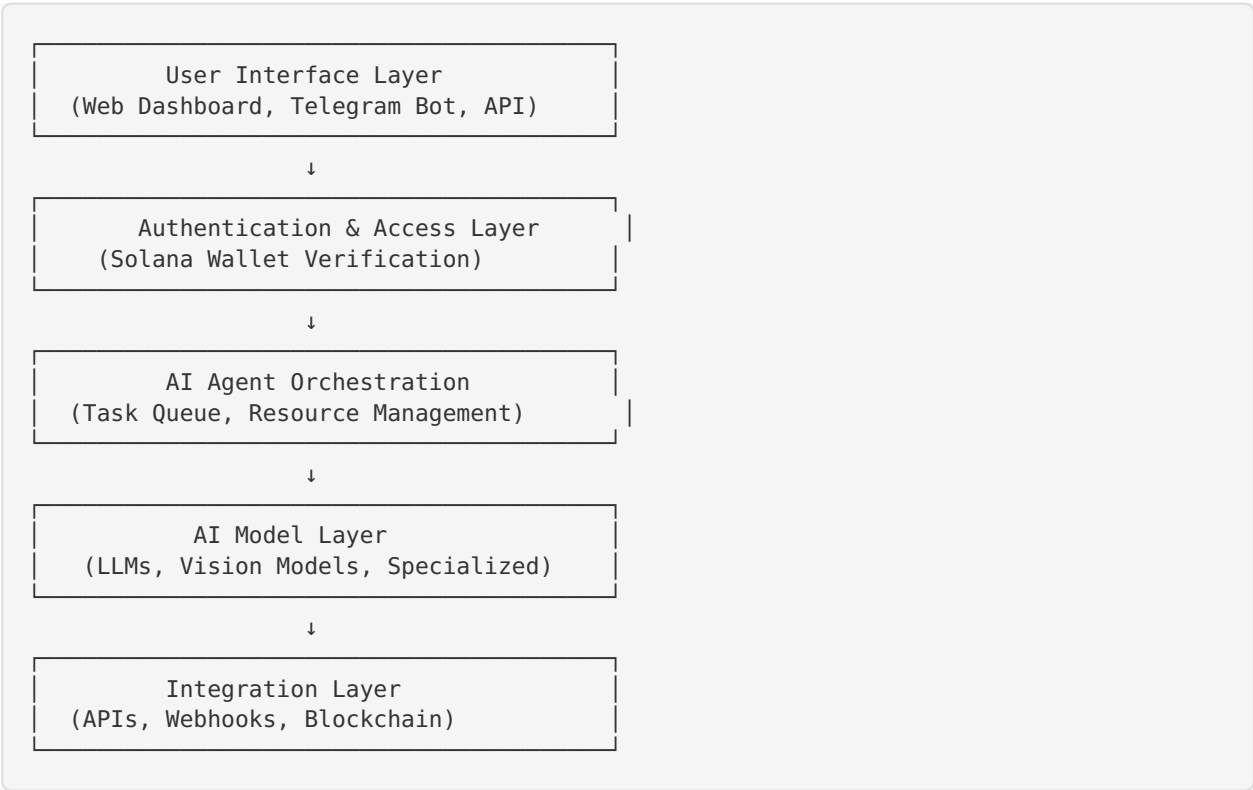 User Interface Layer
(Web Dashboard, Telegram Bot, API)
↓
Authentication & Access Layer
(Solana Wallet Verification)
↓
AI Agent Orchestration
(Task Queue, Resource Management)
↓
AI Model Layer
(LLMs, Vision Models, Specialized)
↓
Integration Layer
(APIs, Webhooks, Blockchain)